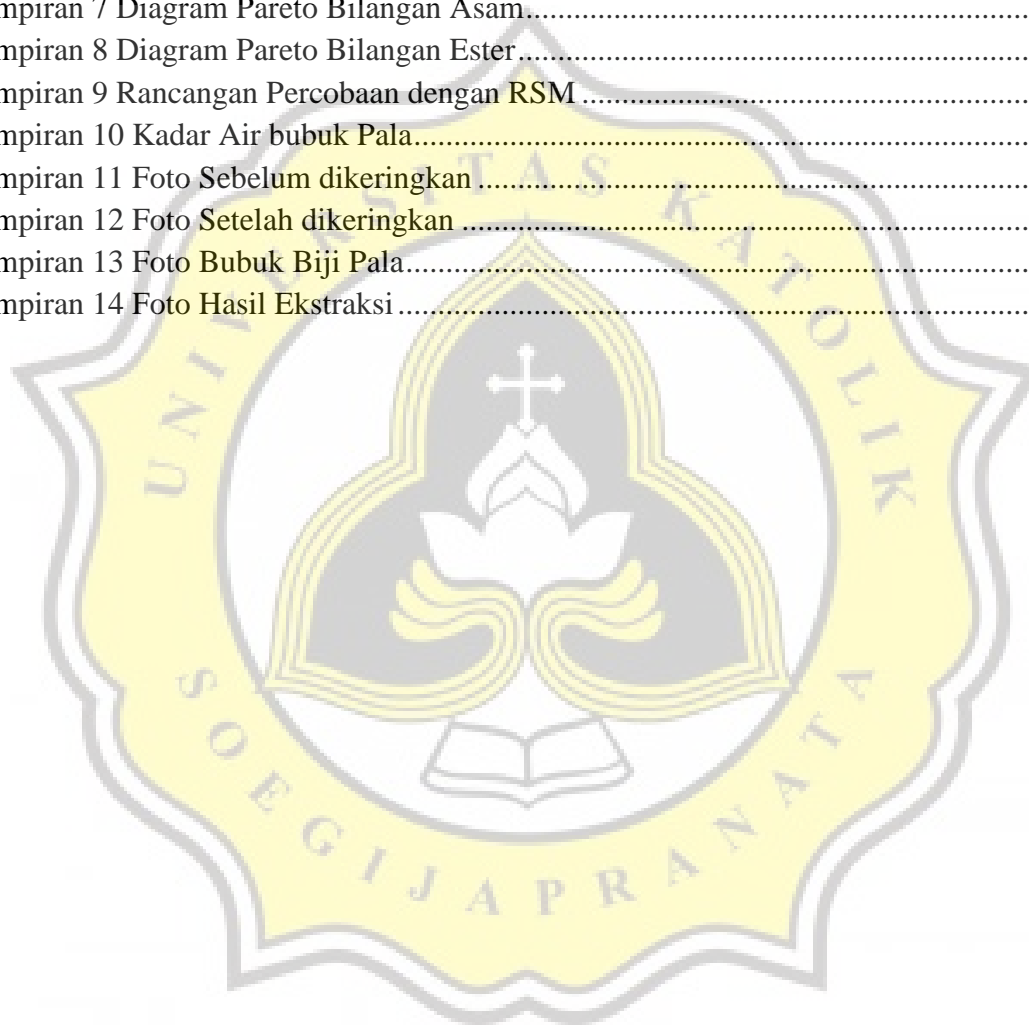 mpiran 7 Diagram Pareto Bilangan Asam
mpiran 8 Diagram Pareto Bilangan Ester
mpiran 9 Rancangan Percobaan dengan RSM
mpiran 10 Kadar Air bubuk Pala
mpiran 11 Foto Sebelum dikeringkan
mpiran 12 Foto Setelah dikeringkan
mpiran 13 Foto Bubuk Biji Pala
mpiran 14 Foto Hasil Ekstraksi
UNIVERSITAS KATOLIK
SOEGIJAPRANATA